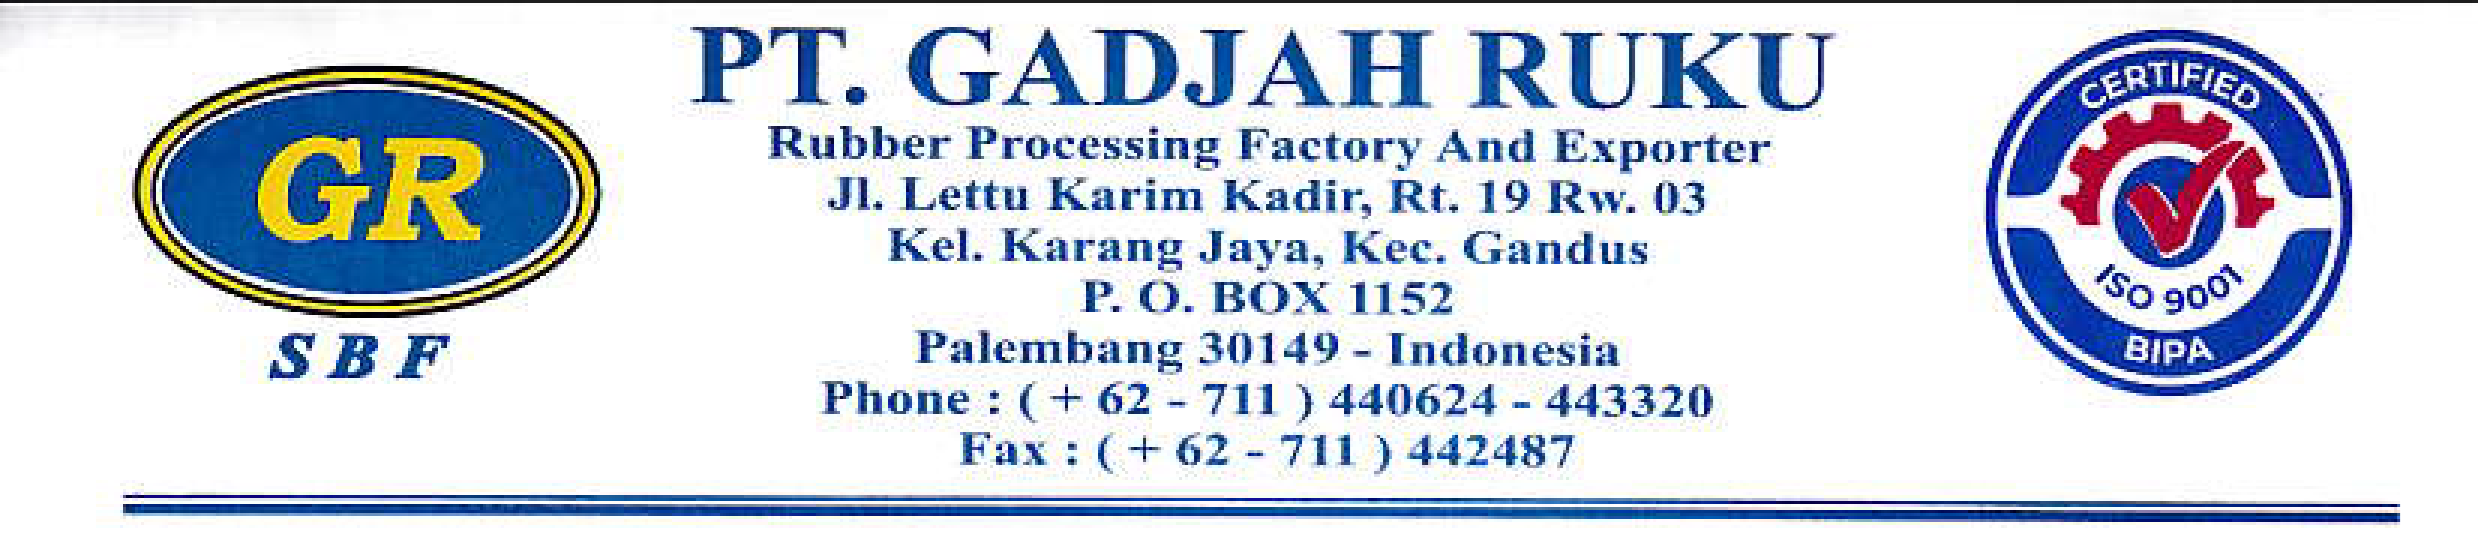 GR
SBF
PT. GADJAH RUKU
Rubber Processing Factory And Exporter
Jl. Lettu Karim Kadir, Rt. 19 Rw. 03
Kel. Karang Jaya, Kec. Gandus
P. O. BOX 1152
Palembang 30149 - Indonesia
Phone : ( + 62 - 711 ) 440624 - 443320
Fax : ( + 62 - 711 ) 442487
CERTIFIED
ISO 9001
BIPA